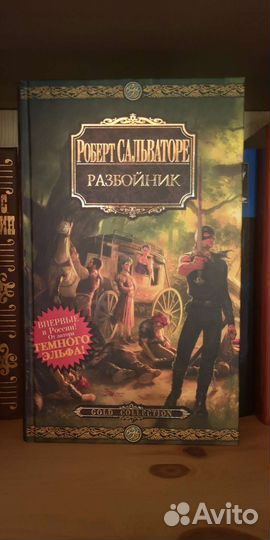 Роберт Сальваторе
Разбойник
Впервые
в России!
От автора
ТЕМНОГО
ЭЛЬФА!
GOLD COLLECTION
Avito